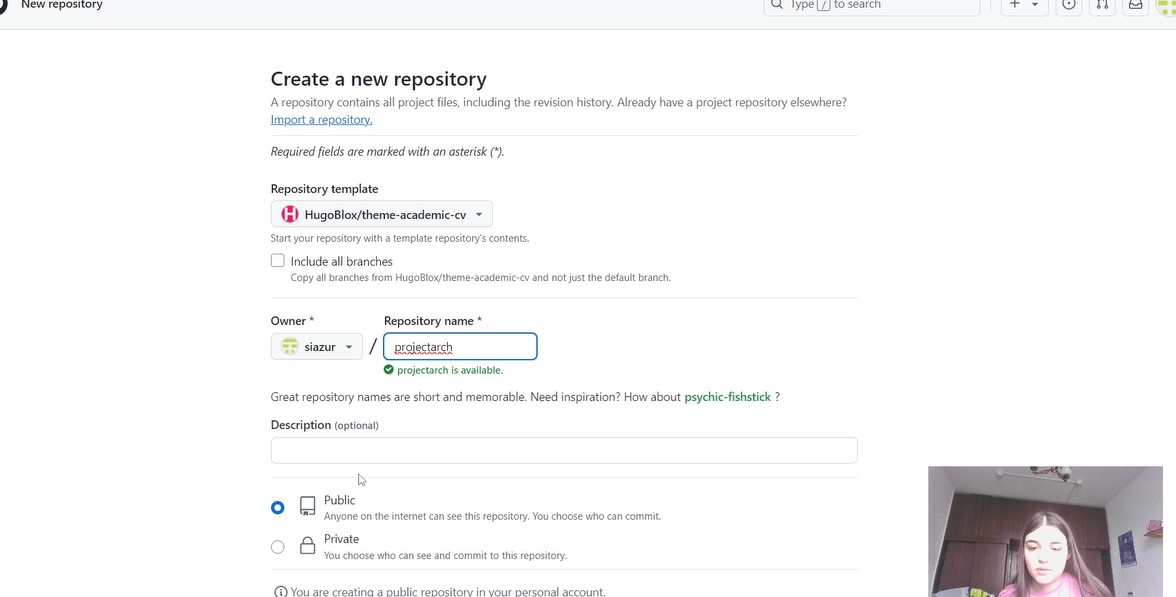 New repository
Type / to search
Create a new repository
A repository contains all project files, including the revision history. Already have a project repository elsewhere?
Import a repository.
Required fields are marked with an asterisk (*).
Repository template
HugoBlox/theme-academic-cv
Start your repository with a template repository's contents.
Include all branches
Copy all branches from HugoBlox/theme-academic-cv and not just the default branch.
Owner * Repository name *
siazur / projectarch
projectarch is available.
Great repository names are short and memorable. Need inspiration? How about psychic-fishstick ?
Description (optional)
Public
Anyone on the internet can see this repository. You choose who can commit.
Private
You choose who can see and commit to this repository.
You are creating a public repository in your personal account.